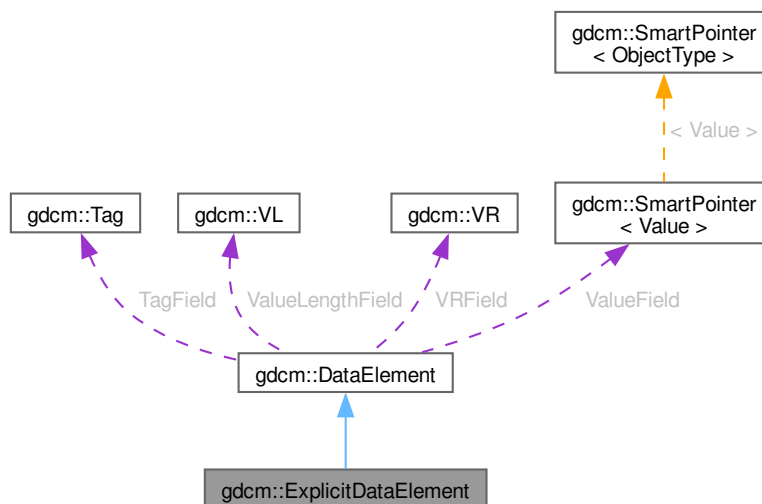 gdcm::SmartPointer
< ObjectType >
< Value >
gdcm::Tag
gdcm::VL
gdcm::VR
gdcm::SmartPointer
< Value >
TagField
ValueLengthField
VRField
ValueField
gdcm::DataElement
gdcm::ExplicitDataElement